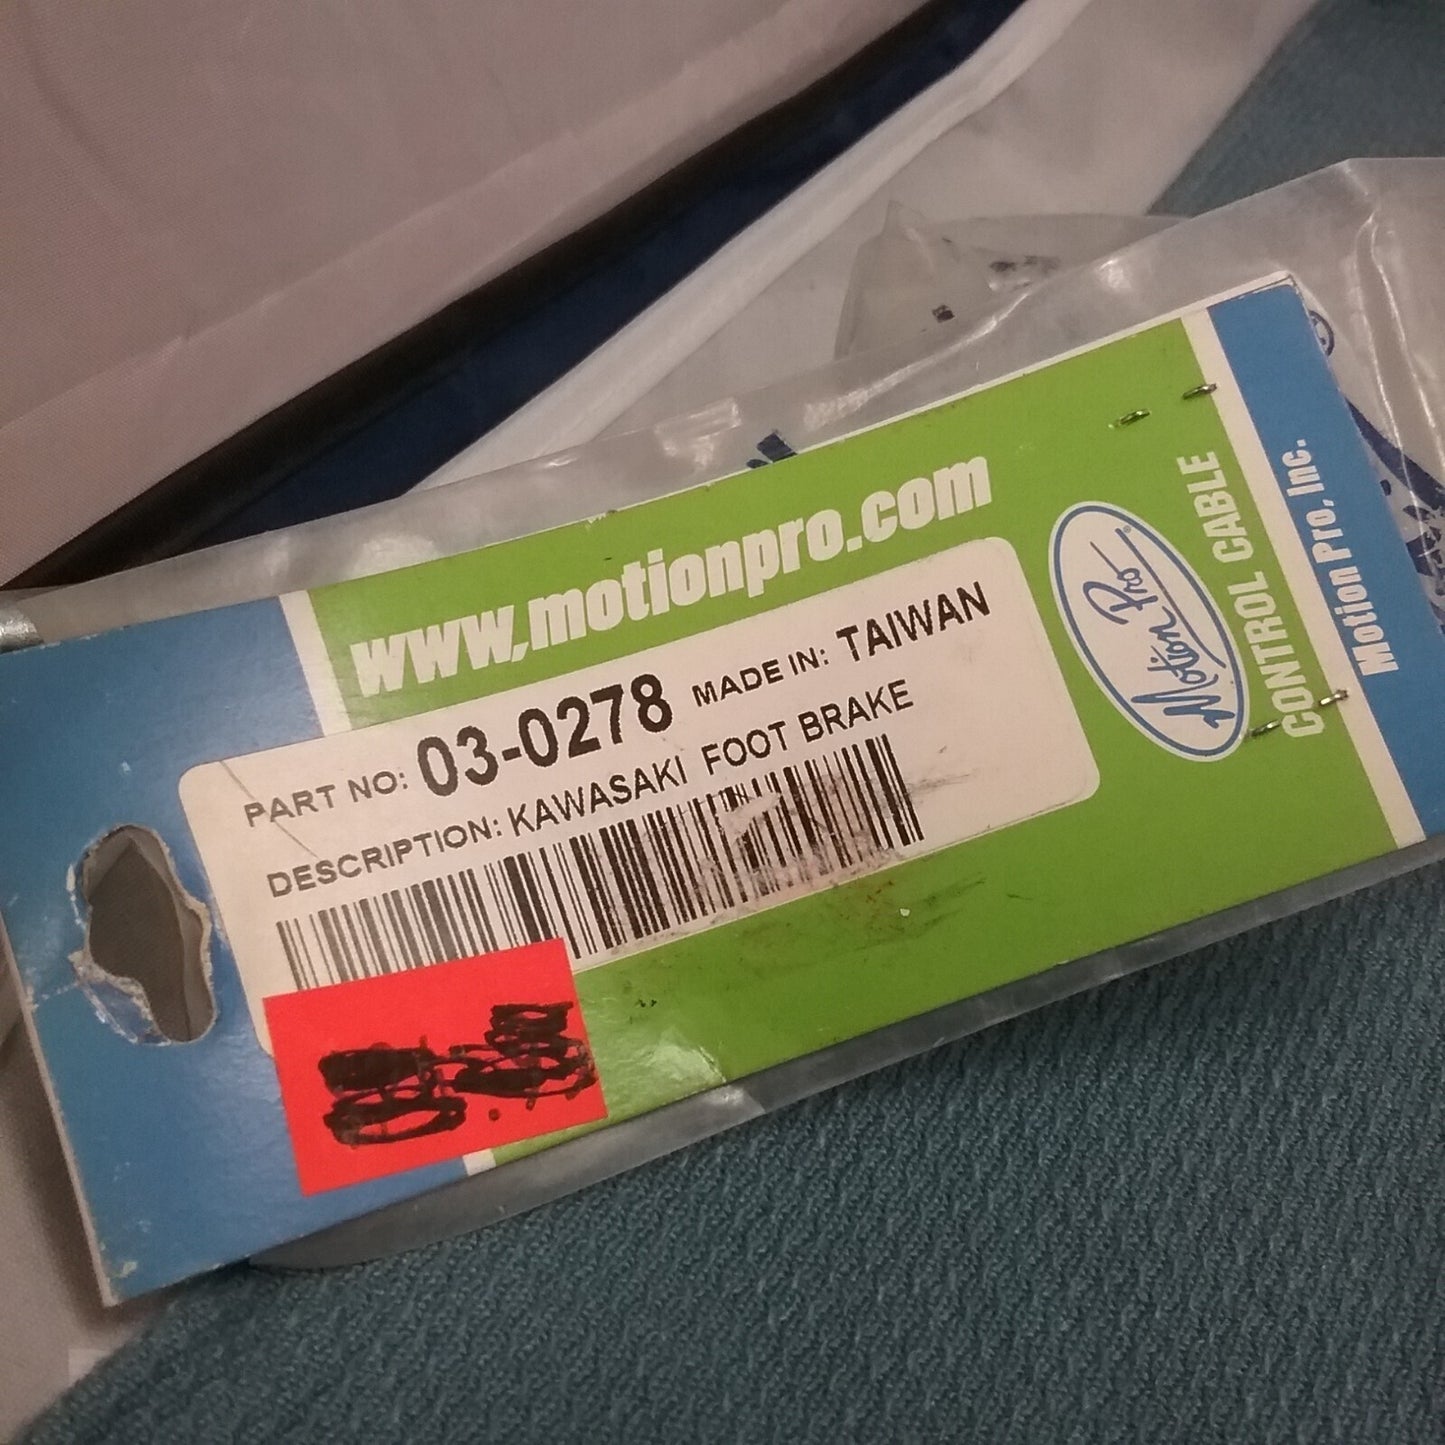 www.motionpro.com
PART NO: 03-0278 MADE IN: TAIWAN
DESCRIPTION: KAWASAKI FOOT BRAKE
Motion Pro
CONTROL CABLE
Motion Pro, Inc.